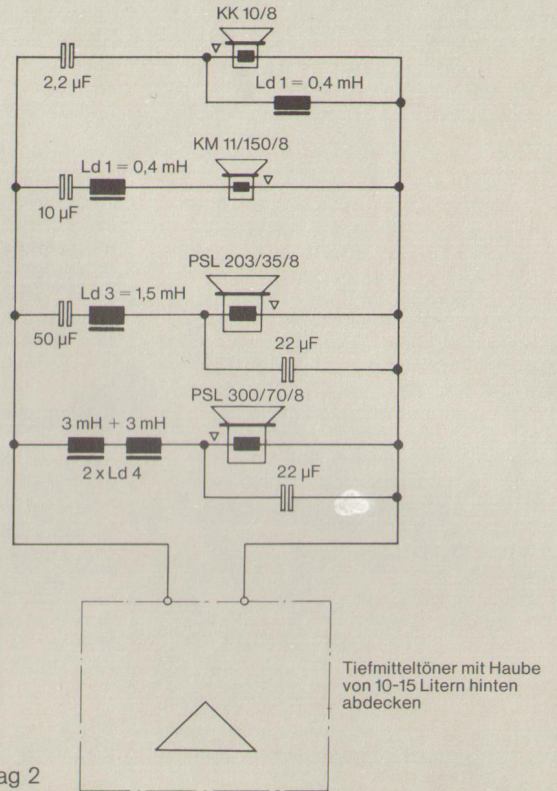 KK 10/8
2,2 µF
Ld 1 = 0,4 mH
KM 11/150/8
Ld 1 = 0,4 mH
10 µF
PSL 203/35/8
Ld 3 = 1,5 mH
50 µF
22 µF
PSL 300/70/8
3 mH + 3 mH
2 x Ld 4
22 µF
Tiefmitteltöner mit Haube
von 10-15 Litern hinten
abdecken
ag 2